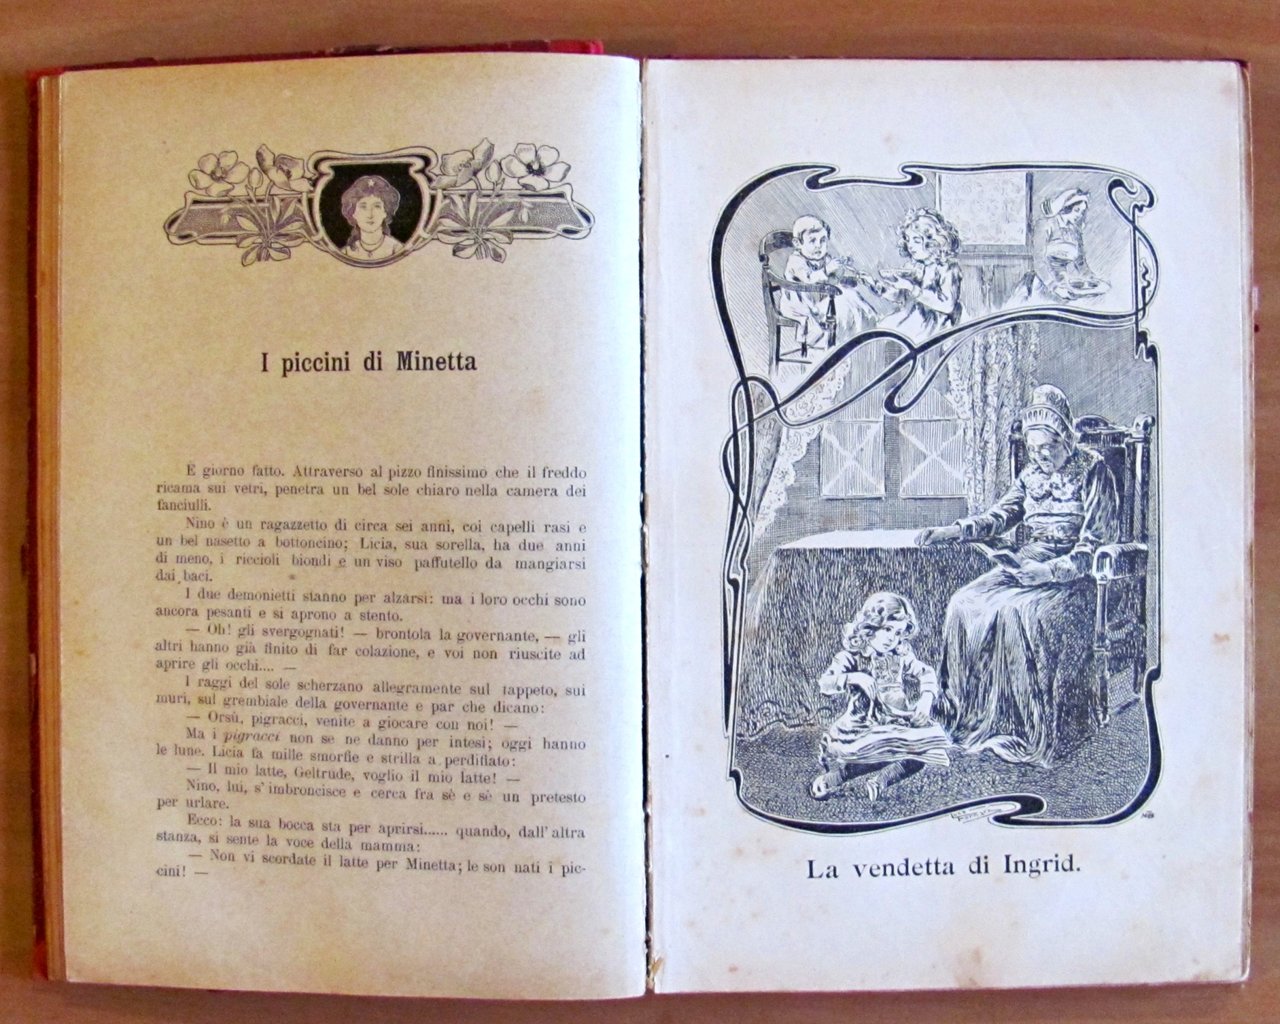 I piccini di Minetta
È giorno fatto. Attraverso al pizzo finissimo che il freddo
ricama sui vetri, penetra un bel sole chiaro nella camera dei
fanciulli.
Nino è un ragazzetto di circa sei anni, coi capelli rasi e
un bel nasetto a bottoncino; Licia, sua sorella, ha due anni
di meno, i riccioli biondi e un viso paffutello da mangiarsi
dai baci.
I due demonietti stanno per alzarsi: ma i loro occhi sono
ancora pesanti e si aprono a stento.
— Oh! gli svergognati! — brontola la governante, — gli
altri hanno già finito di far colazione, e voi non riuscite ad
aprire gli occhi.... —
I raggi del sole scherzano allegramente sul tappeto, sui
muri, sul grembiale della governante e par che dicano:
— Orsù, pigracci, venite a giocare con noi! —
Ma i pigracci non se ne danno per intesi; oggi hanno
le lune. Licia fa mille smorfie e strilla a perdifiato:
— Il mio latte, Geltrude, voglio il mio latte! —
Nino, lui, s' imbroncisce e cerca fra sè e sè un pretesto
per urlare.
Ecco: la sua bocca sta per aprirsi..... quando, dall' altra
stanza, si sente la voce della mamma:
— Non vi scordate il latte per Minetta; le son nati i pic-
cini! —
La vendetta di Ingrid.